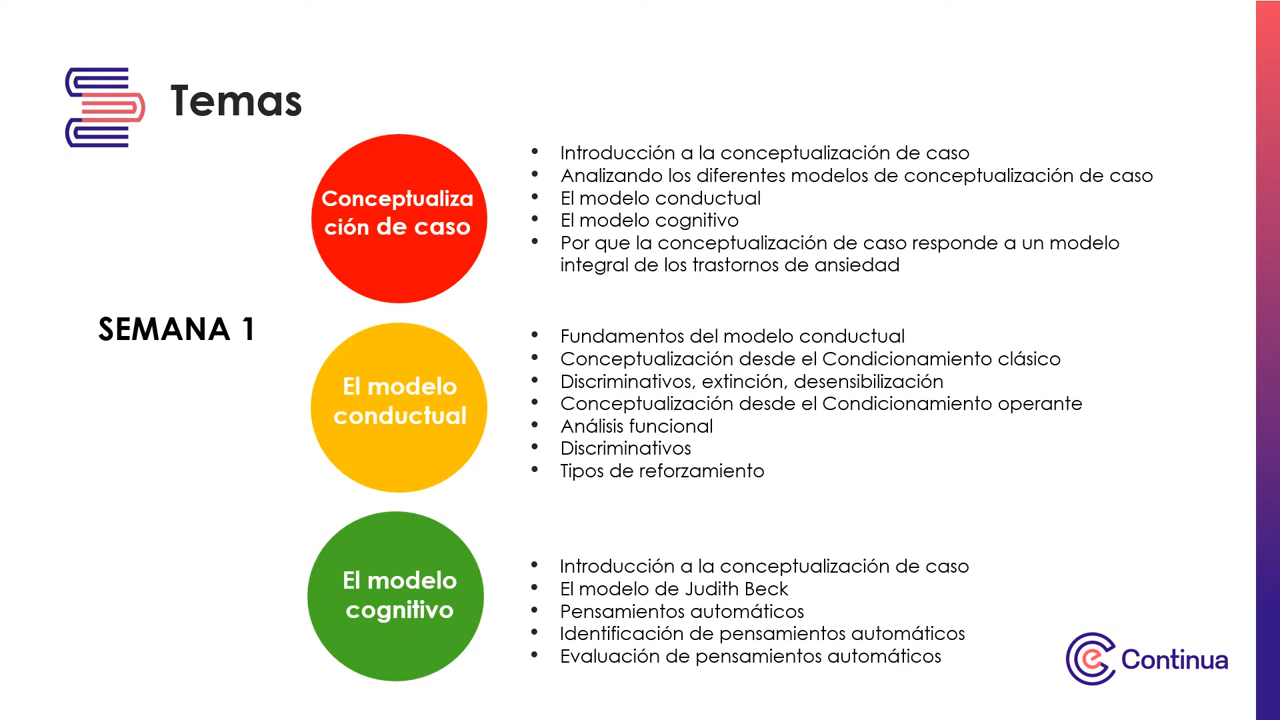 Temas
SEMANA 1
Conceptualiza
ción de caso
• Introducción a la conceptualización de caso
• Analizando los diferentes modelos de conceptualización de caso
• El modelo conductual
• El modelo cognitivo
• Por que la conceptualización de caso responde a un modelo
integral de los trastornos de ansiedad
El modelo
conductual
• Fundamentos del modelo conductual
• Conceptualización desde el Condicionamiento clásico
• Discriminativos, extinción, desensibilización
• Conceptualización desde el Condicionamiento operante
• Análisis funcional
• Discriminativos
• Tipos de reforzamiento
El modelo
cognitivo
• Introducción a la conceptualización de caso
• El modelo de Judith Beck
• Pensamientos automáticos
• Identificación de pensamientos automáticos
• Evaluación de pensamientos automáticos
Continua